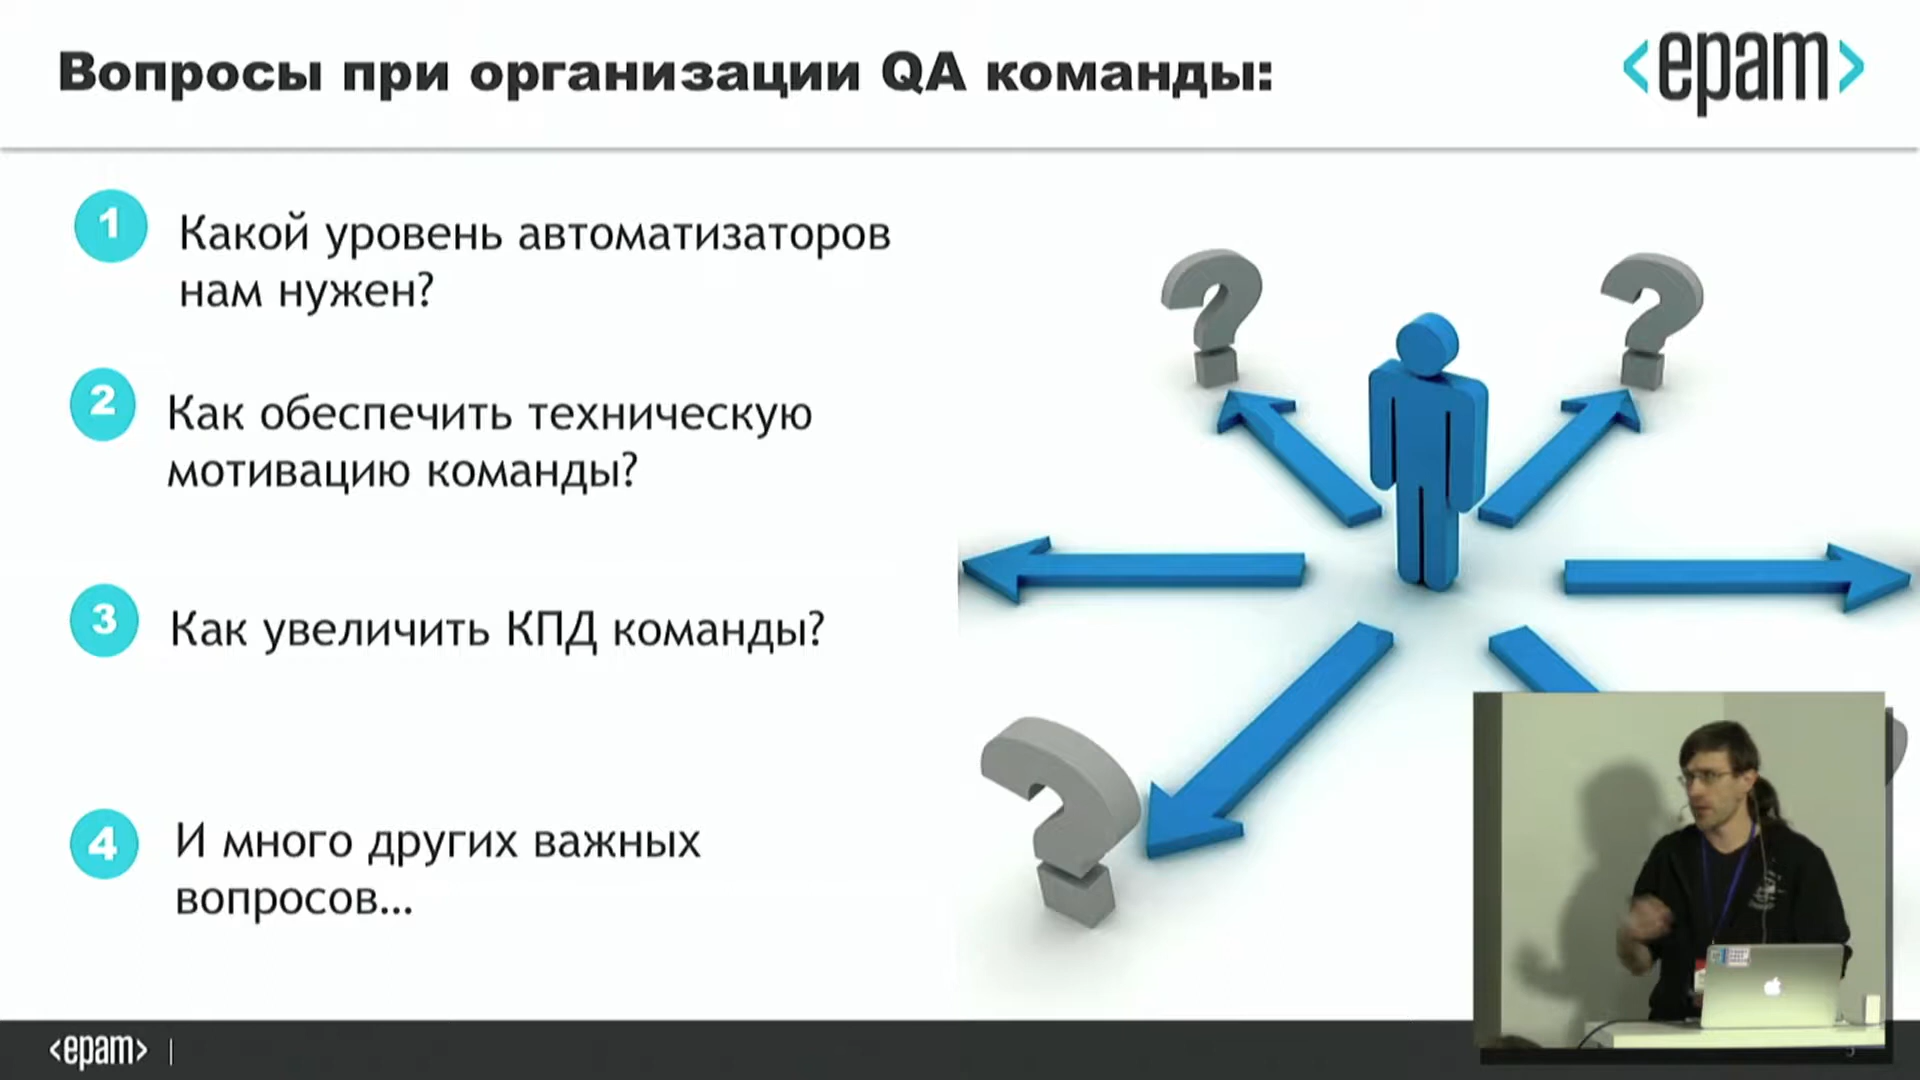 Вопросы при организации QA команды:
<epam>
1
Какой уровень автоматизаторов
нам нужен?
2
Как обеспечить техническую
мотивацию команды?
3
Как увеличить КПД команды?
4
И много других важных
вопросов...
<epam> |